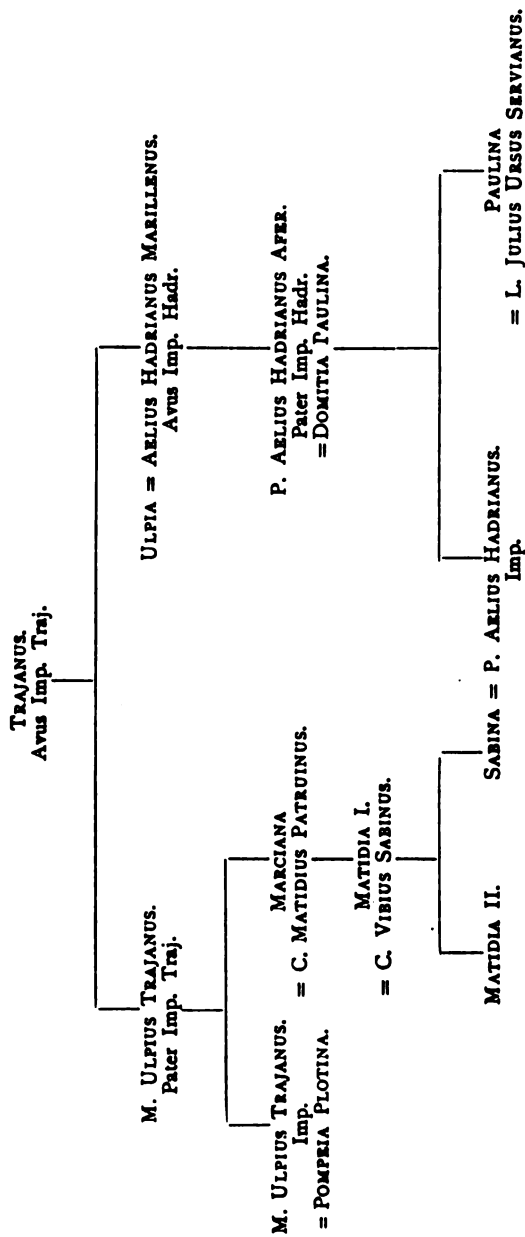 TRAJANUS.
Avus Imp. Traj.
M. ULPIUS TRAJANUS.
Pater Imp. Traj.
ULPIA = AELIUS HADRIANUS MARILLENUS.
Avus Imp. Hadr.
M. ULPIUS TRAJANUS.
Imp.
= POMPEIA PLOTINA.
MARCIANA
= C. MATIDIUS PATRUINUS.
P. AELIUS HADRIANUS AFER.
Pater Imp. Hadr.
= DOMITIA PAULINA.
MATIDIA I.
= C. VIBIUS SABINUS.
MATIDIA II.
SABINA = P. AELIUS HADRIANUS.
Imp.
PAULINA
= L. JULIUS URSUS SERVIANUS.